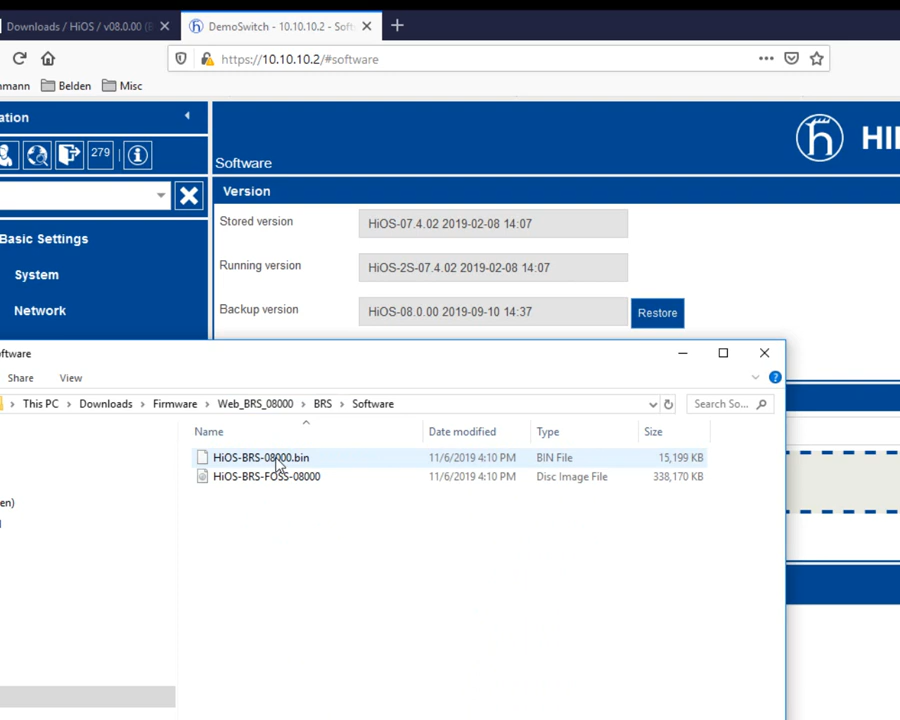 Downloads / HiOS / v08.0.00 (
DemoSwitch - 10.10.10.2 - Soft
https://10.10.10.2/#software
mann
Belden
Misc
ation
279
Software
HI
Version
Stored version
HiOS-07.4.02 2019-02-08 14:07
Basic Settings
Running version
HiOS-2S-07.4.02 2019-02-08 14:07
System
Backup version
HiOS-08.0.00 2019-09-10 14:37
Restore
Network
oftware
Share
View
This PC
Downloads
Firmware
Web_BRS_08000
BRS
Software
Search So...
Name
Date modified
Type
Size
HiOS-BRS-08000.bin
11/6/2019 4:10 PM
BIN File
15,199 KB
HiOS-BRS-FOSS-08000
11/6/2019 4:10 PM
Disc Image File
338,170 KB
en)